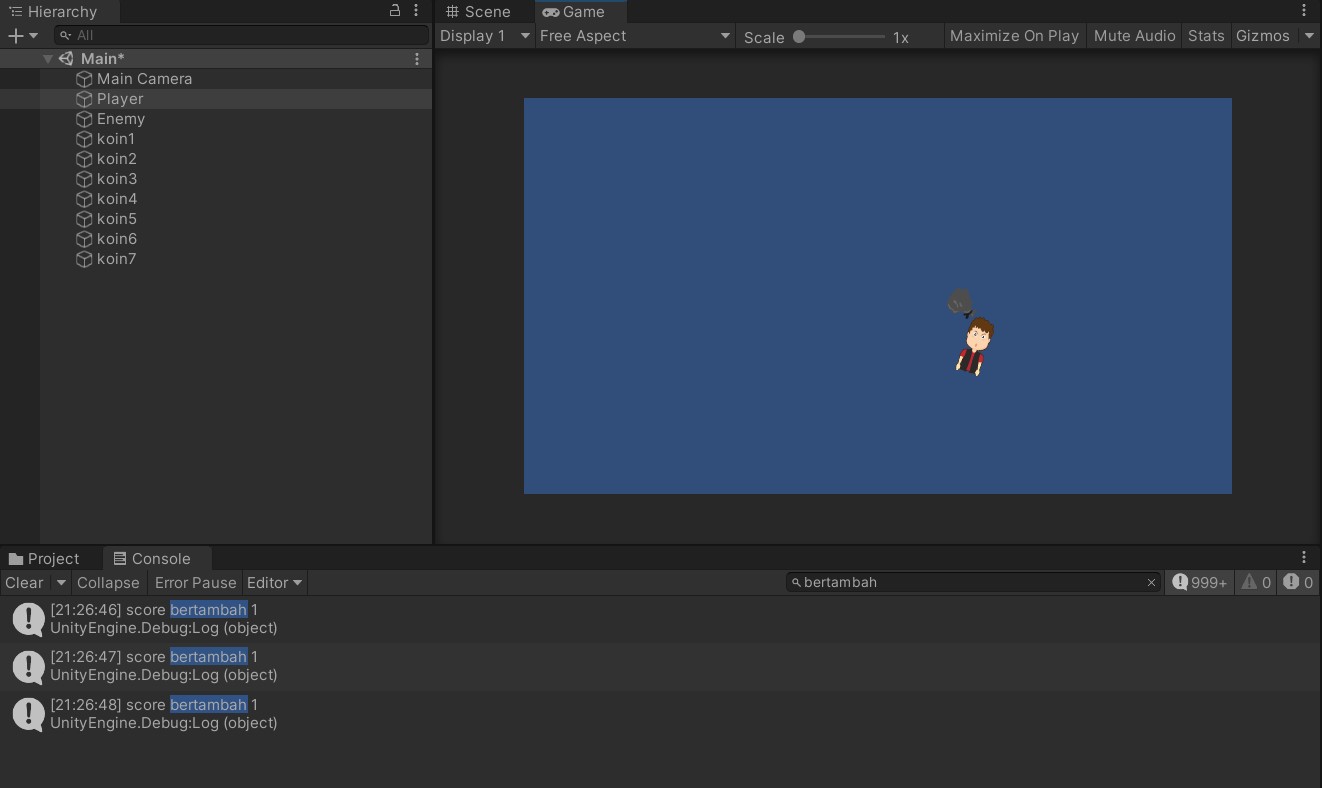 Hierarchy
All
Main*
Main Camera
Player
Enemy
koin1
koin2
koin3
koin4
koin5
koin6
koin7
Scene Game
Display 1 Free Aspect Scale 1x Maximize On Play Mute Audio Stats Gizmos
Project Console
Clear Collapse Error Pause Editor bertambah 999+ 0 0
[21:26:46] score bertambah 1
UnityEngine.Debug:Log (object)
[21:26:47] score bertambah 1
UnityEngine.Debug:Log (object)
[21:26:48] score bertambah 1
UnityEngine.Debug:Log (object)